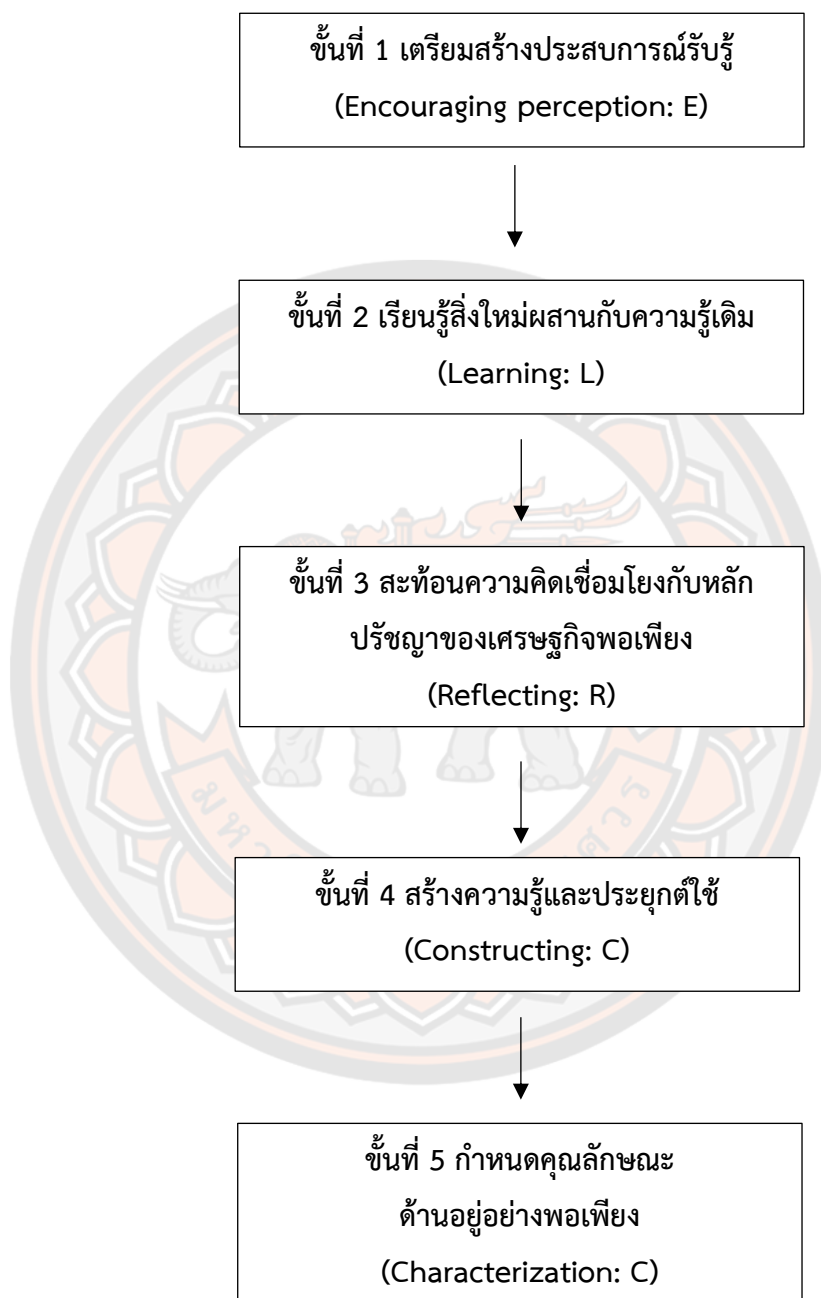 ขั้นที่ 1 เตรียมสร้างประสบการณ์รับรู้
(Encouraging perception: E)
ขั้นที่ 2 เรียนรู้สิ่งใหม่ผสานกับความรู้เดิม
(Learning: L)
ขั้นที่ 3 สะท้อนความคิดเชื่อมโยงกับหลัก
ปรัชญาของเศรษฐกิจพอเพียง
(Reflecting: R)
ขั้นที่ 4 สร้างความรู้และประยุกต์ใช้
(Constructing: C)
ขั้นที่ 5 กำหนดคุณลักษณะ
ด้านอยู่อย่างพอเพียง
(Characterization: C)